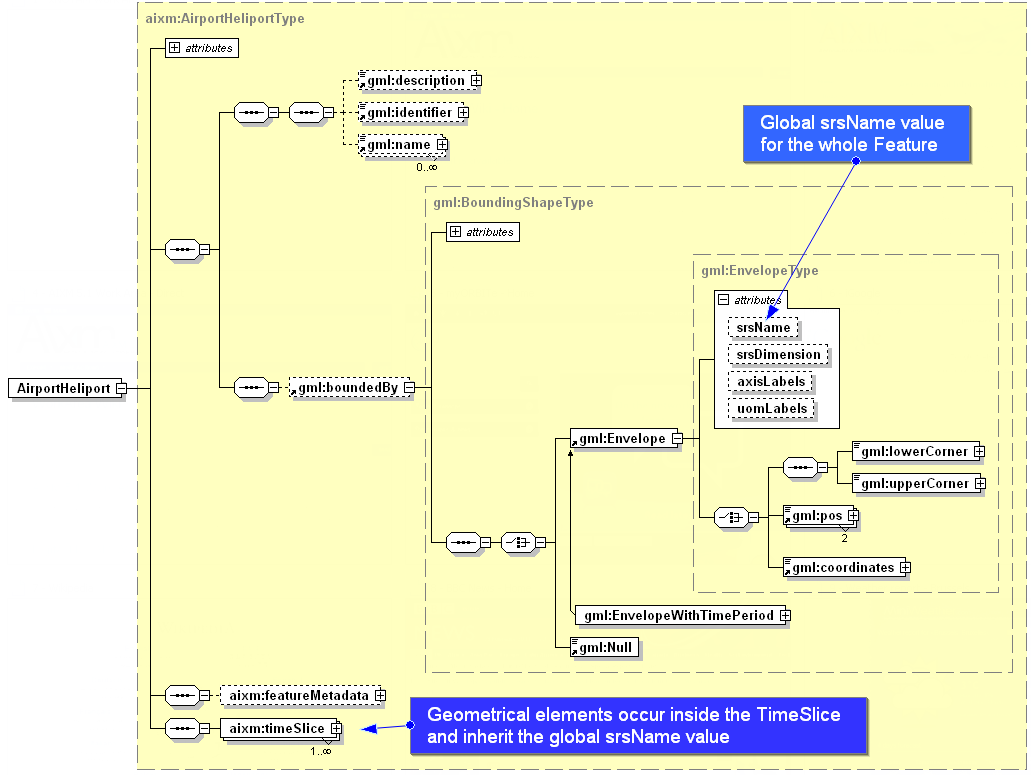 aixm:AirportHeliportType
attributes
gml:description
gml:identifier
gml:name
0..∞
Global srsName value
for the whole Feature
gml:BoundingShapeType
attributes
gml:EnvelopeType
attributes
srsName
srsDimension
axisLabels
uomLabels
AirportHeliport
gml:boundedBy
gml:Envelope
gml:lowerCorner
gml:upperCorner
gml:pos
2
gml:coordinates
gml:EnvelopeWithTimePeriod
gml:Null
aixm:featureMetadata
aixm:timeSlice
1..∞
Geometrical elements occur inside the TimeSlice
and inherit the global srsName value